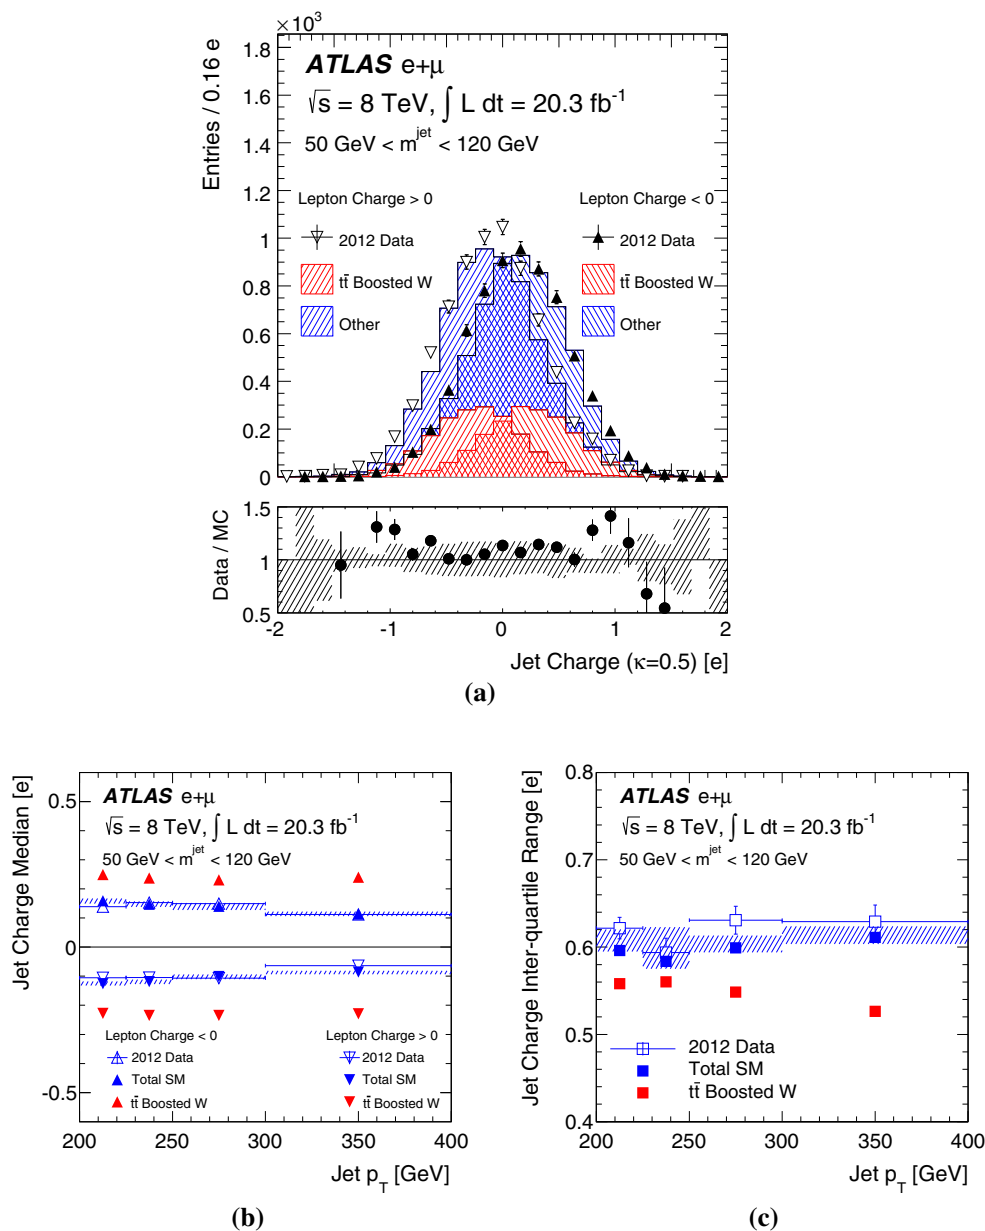 ×10³
Entries / 0.16 e
ATLAS e+μ
√s = 8 TeV, ∫ L dt = 20.3 fb⁻¹
50 GeV < m^jet < 120 GeV
Lepton Charge > 0
2012 Data
tt̄ Boosted W
Other
Lepton Charge < 0
2012 Data
tt̄ Boosted W
Other
1.8
1.6
1.4
1.2
1
0.8
0.6
0.4
0.2
0
Data / MC
1.5
1
0.5
-2 -1 0 1 2
Jet Charge (κ=0.5) [e]
(a)
Jet Charge Median [e]
0.5
0
-0.5
ATLAS e+μ
√s = 8 TeV, ∫ L dt = 20.3 fb⁻¹
50 GeV < m^jet < 120 GeV
Lepton Charge < 0
2012 Data
Total SM
tt̄ Boosted W
Lepton Charge > 0
2012 Data
Total SM
tt̄ Boosted W
200 250 300 350 400
Jet p_T [GeV]
(b)
Jet Charge Inter-quartile Range [e]
0.8
0.7
0.6
0.5
0.4
ATLAS e+μ
√s = 8 TeV, ∫ L dt = 20.3 fb⁻¹
50 GeV < m^jet < 120 GeV
2012 Data
Total SM
tt̄ Boosted W
200 250 300 350 400
Jet p_T [GeV]
(c)